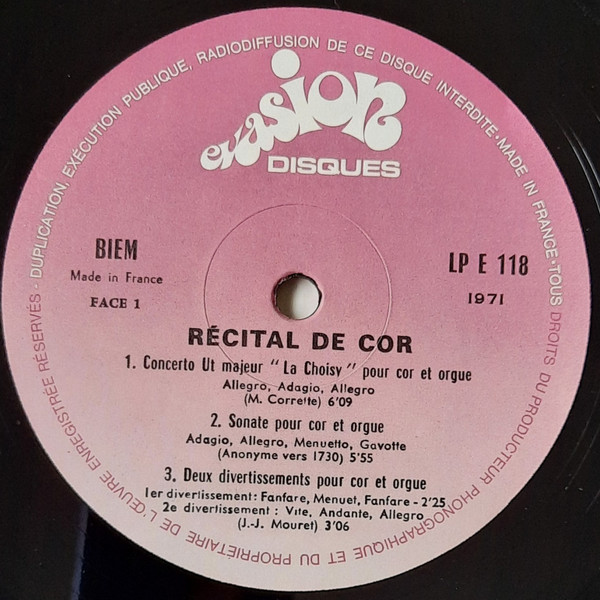 evasion
DISQUES
DUPLICATION, EXÉCUTION PUBLIQUE, RADIODIFFUSION DE CE DISQUE INTERDITE · MADE IN FRANCE · TOUS DROITS DU PRODUCTEUR PHONOGRAPHIQUE ET DU PROPRIÉTAIRE DE L'ŒUVRE ENREGISTRÉE RÉSERVÉS -
BIEM
Made in France
FACE 1
LP E 118
1971
RÉCITAL DE COR
1. Concerto Ut majeur "La Choisy" pour cor et orgue
Allegro, Adagio, Allegro
(M. Corrette) 6'09
2. Sonate pour cor et orgue
Adagio, Allegro, Menuetto, Gavotte
(Anonyme vers 1730) 5'55
3. Deux divertissements pour cor et orgue
1er divertissement: Fanfare, Menuet, Fanfare - 2'25
2e divertissement : Vite, Andante, Allegro
(J.-J. Mouret) 3'06